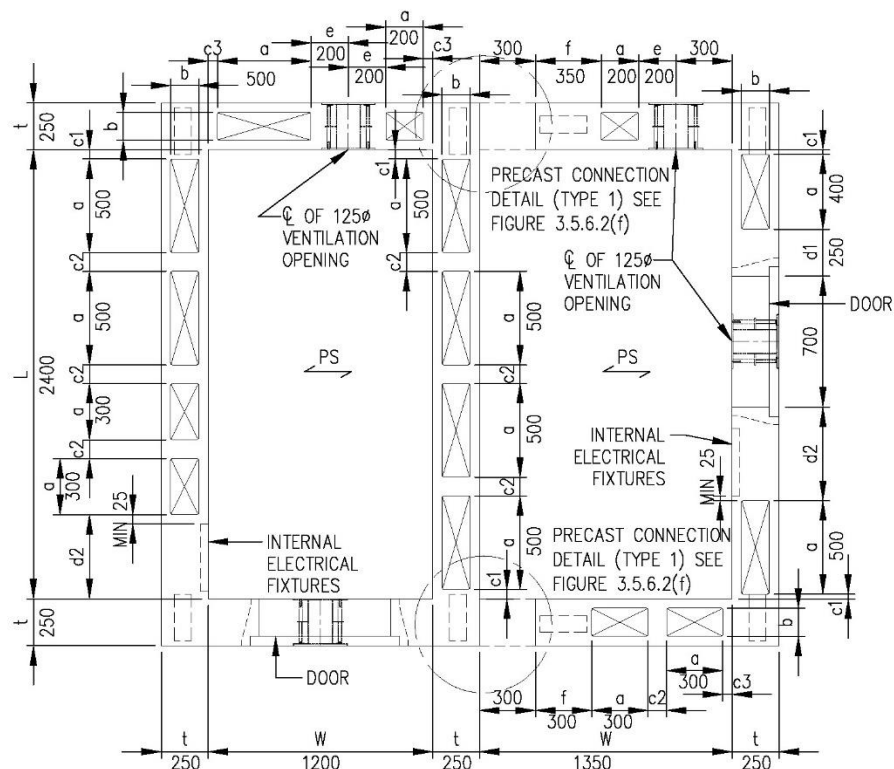 a
e
200
a
c3
200
500
e
200
c3
b
300
f
350
a
200
e
200
300
b
b
t
250
b
c1
c1
c1
PRECAST CONNECTION
DETAIL (TYPE 1) SEE
FIGURE 3.5.6.2(f)
a
500
a
500
a
400
℄ OF 125ø
VENTILATION
OPENING
℄ OF 125ø
VENTILATION
OPENING
c2
c2
d1
250
DOOR
a
500
a
500
700
L
2400
PS
PS
c2
c2
a
300
a
500
c2
INTERNAL
ELECTRICAL
FIXTURES
d2
a
300
c2
MIN 25
MIN 25
a
500
a
500
d2
INTERNAL
ELECTRICAL
FIXTURES
PRECAST CONNECTION
DETAIL (TYPE 1) SEE
FIGURE 3.5.6.2(f)
c1
c1
t
250
b
DOOR
a
300
c3
300
f
300
a
300
c2
t
250
W
1200
t
250
W
1350
t
250